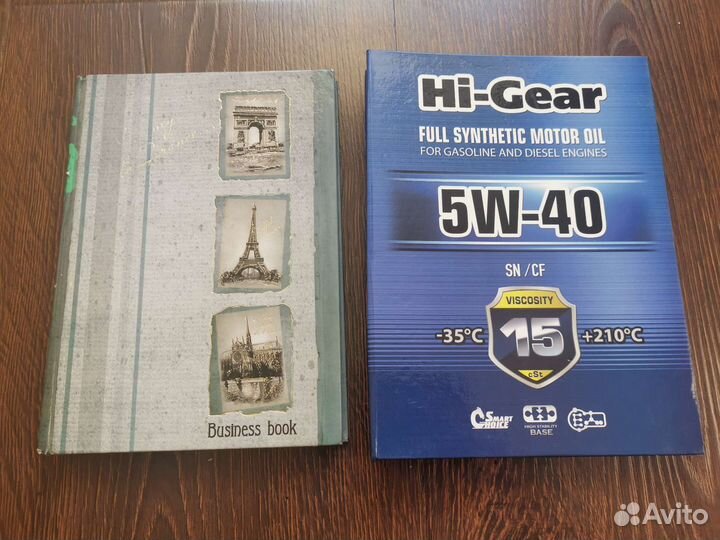 Business book
Hi-Gear
FULL SYNTHETIC MOTOR OIL
FOR GASOLINE AND DIESEL ENGINES
5W-40
SN/CF
VISCOSITY
-35°C 15 +210°C
cSt
SMART CHOICE
HIGH STABILITY
BASE
Avito